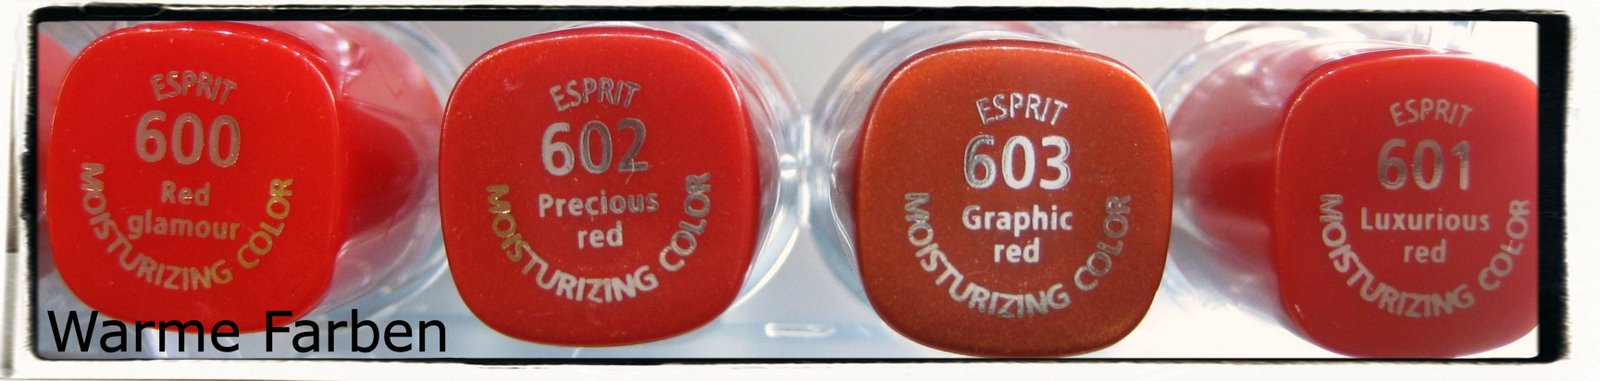 ESPRIT
600
Red
glamour
MOISTURIZING COLOR
ESPRIT
602
Precious
red
MOISTURIZING COLOR
ESPRIT
603
Graphic
red
MOISTURIZING COLOR
ESPRIT
601
Luxurious
red
MOISTURIZING COLOR
Warme Farben